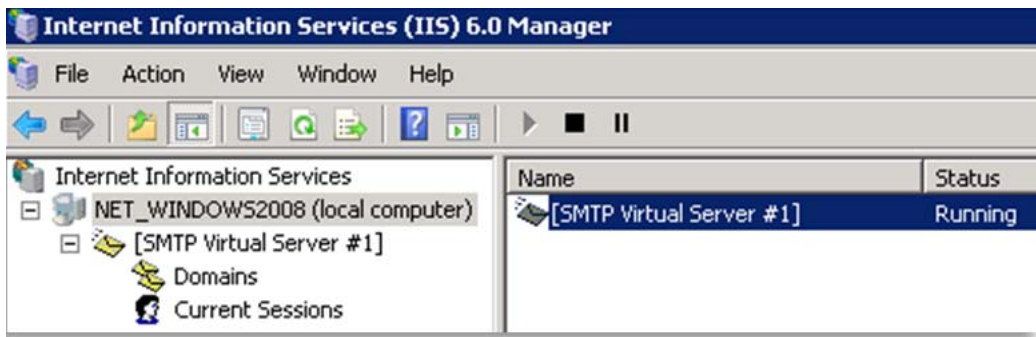 Internet Information Services (IIS) 6.0 Manager
File Action View Window Help
Internet Information Services
NET_WINDOWS2008 (local computer)
[SMTP Virtual Server #1]
Domains
Current Sessions
Name Status
[SMTP Virtual Server #1] Running